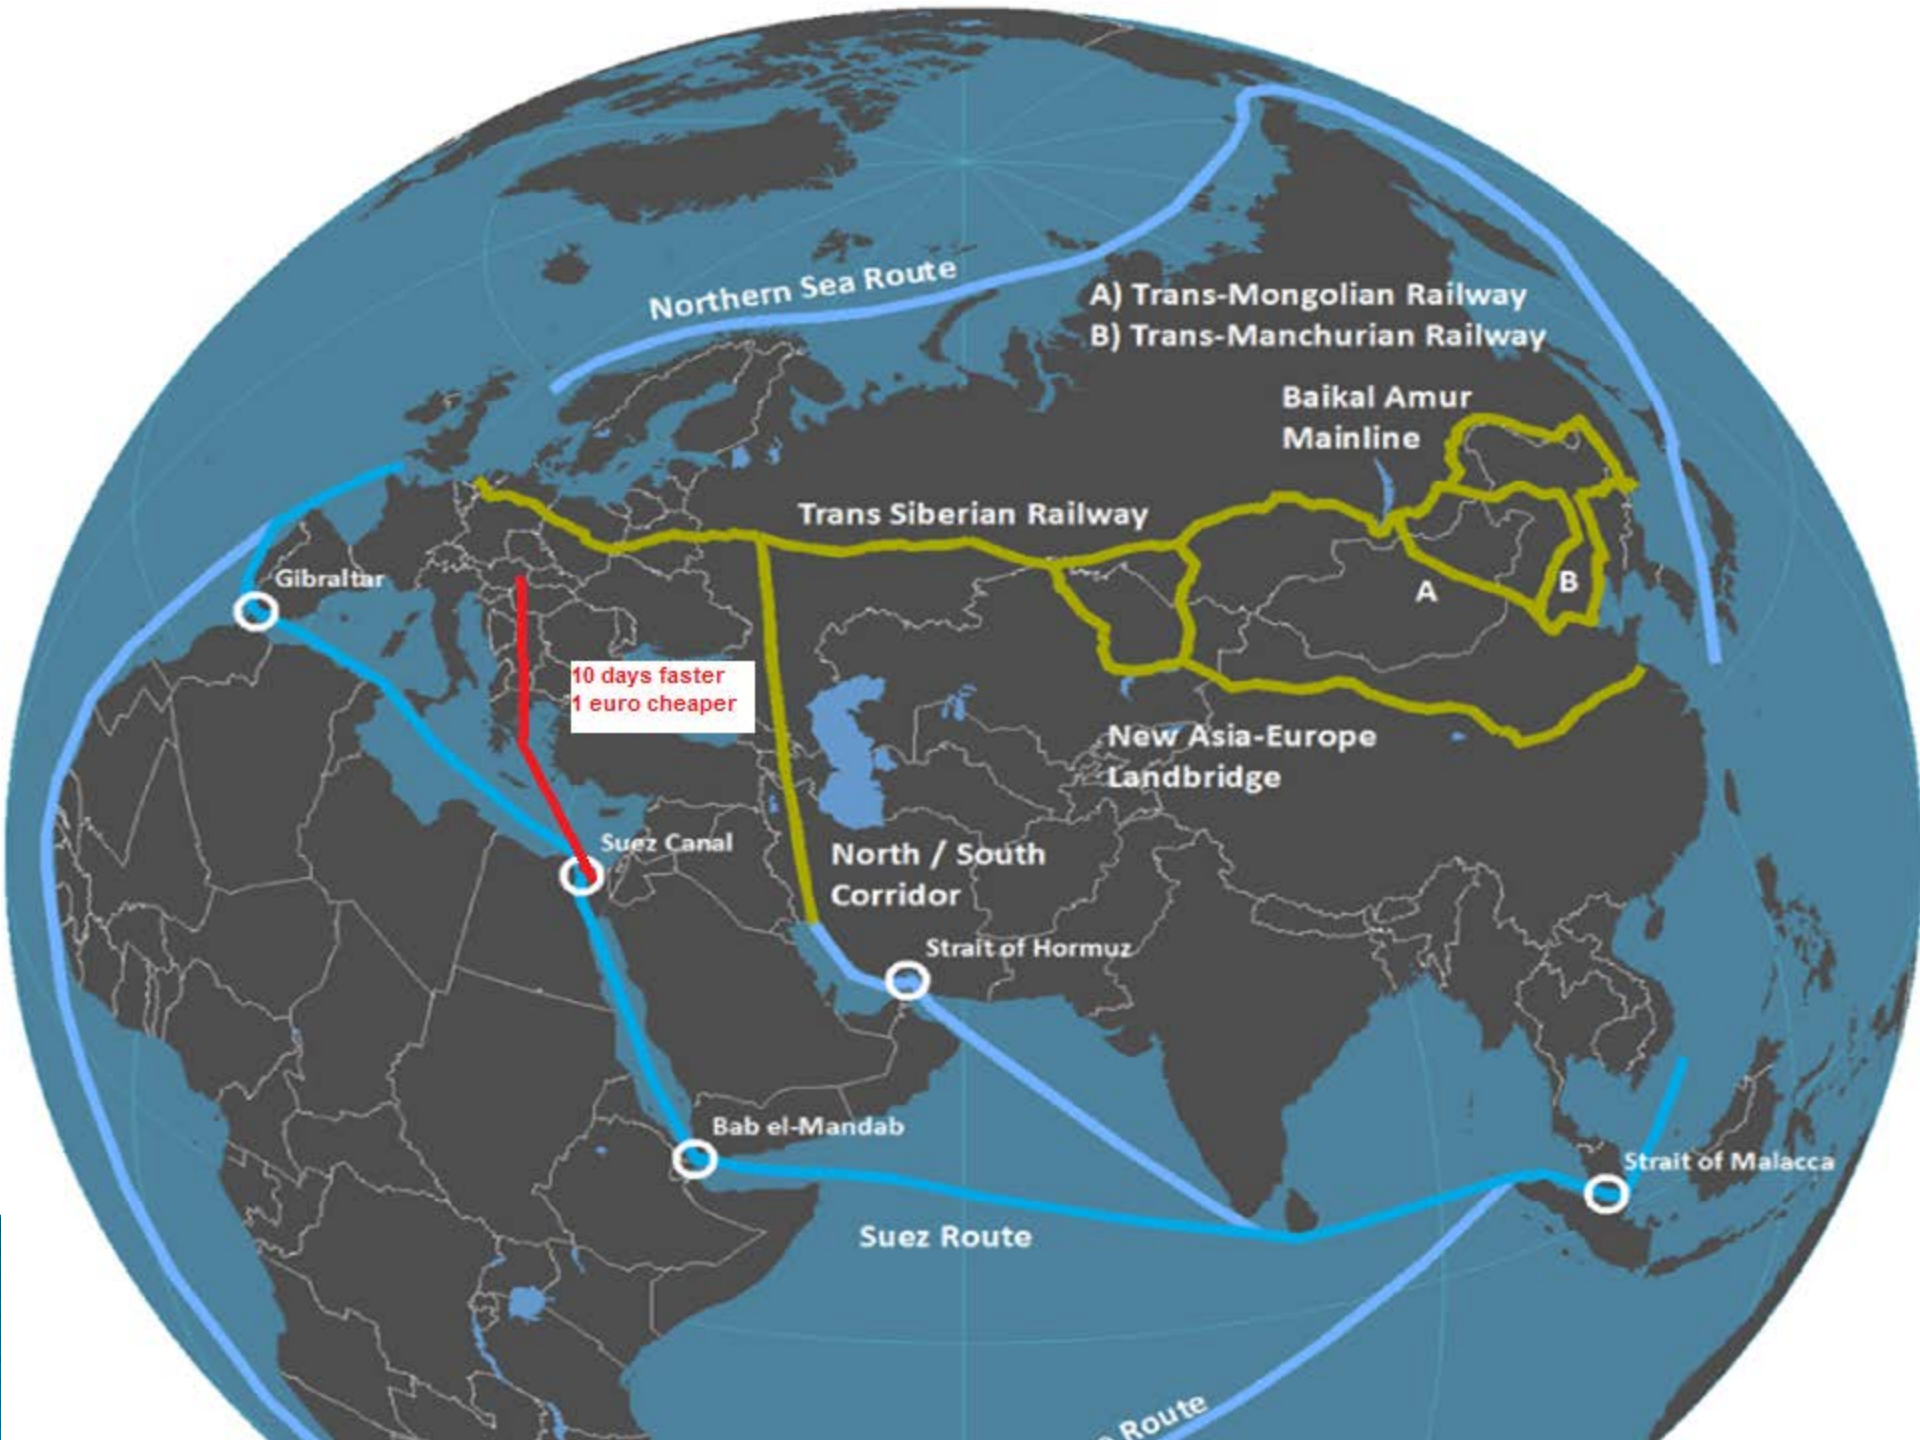 Northern Sea Route
A) Trans-Mongolian Railway
B) Trans-Manchurian Railway
Baikal Amur
Mainline
Trans Siberian Railway
Gibraltar
A
B
10 days faster
1 euro cheaper
New Asia-Europe
Landbridge
Suez Canal
North / South
Corridor
Strait of Hormuz
Bab el-Mandab
Strait of Malacca
Suez Route
Route